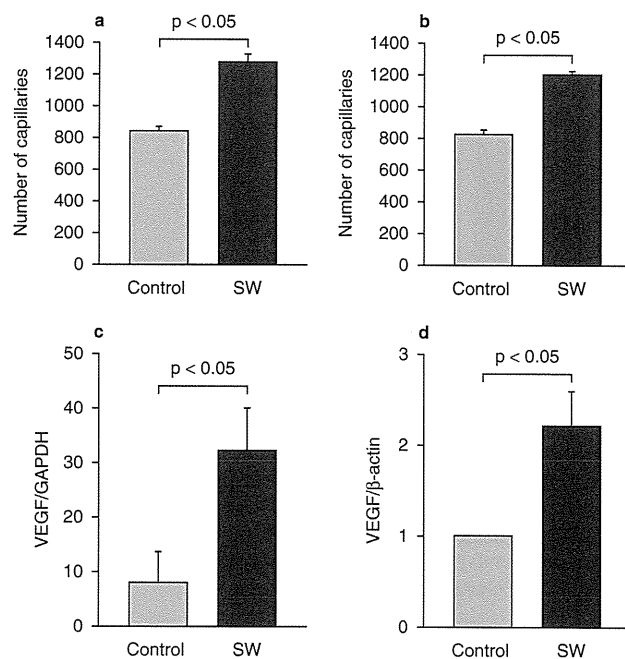 a
p < 0.05
Number of capillaries
1400
1200
1000
800
600
400
200
0
Control
SW
b
p < 0.05
Number of capillaries
1400
1200
1000
800
600
400
200
0
Control
SW
c
p < 0.05
VEGF/GAPDH
50
40
30
20
10
0
Control
SW
d
p < 0.05
VEGF/β-actin
3
2
1
0
Control
SW